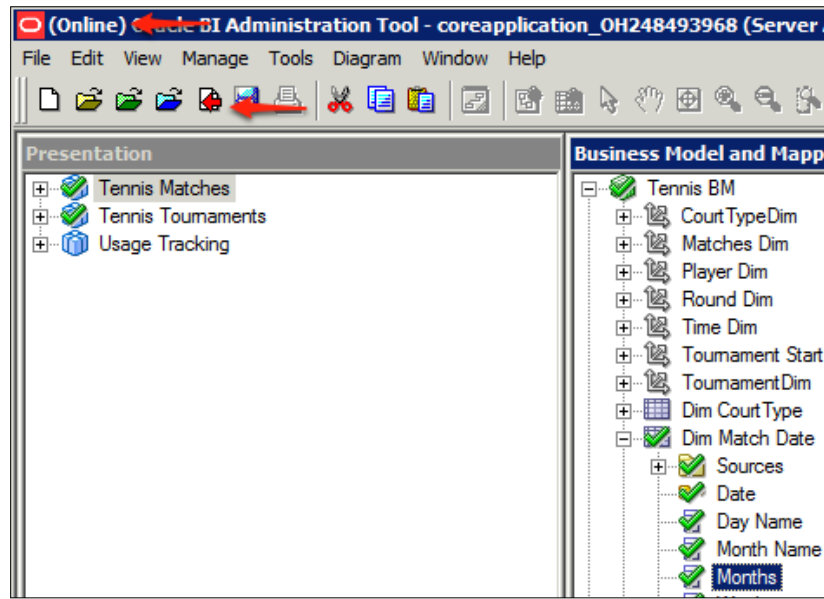 (Online) Oracle BI Administration Tool - coreapplication_OH248493968 (Server
File Edit View Manage Tools Diagram Window Help
Presentation
Tennis Matches
Tennis Tournaments
Usage Tracking
Business Model and Mapp
Tennis BM
CourtTypeDim
Matches Dim
Player Dim
Round Dim
Time Dim
Tournament Start
TournamentDim
Dim CourtType
Dim Match Date
Sources
Date
Day Name
Month Name
Months